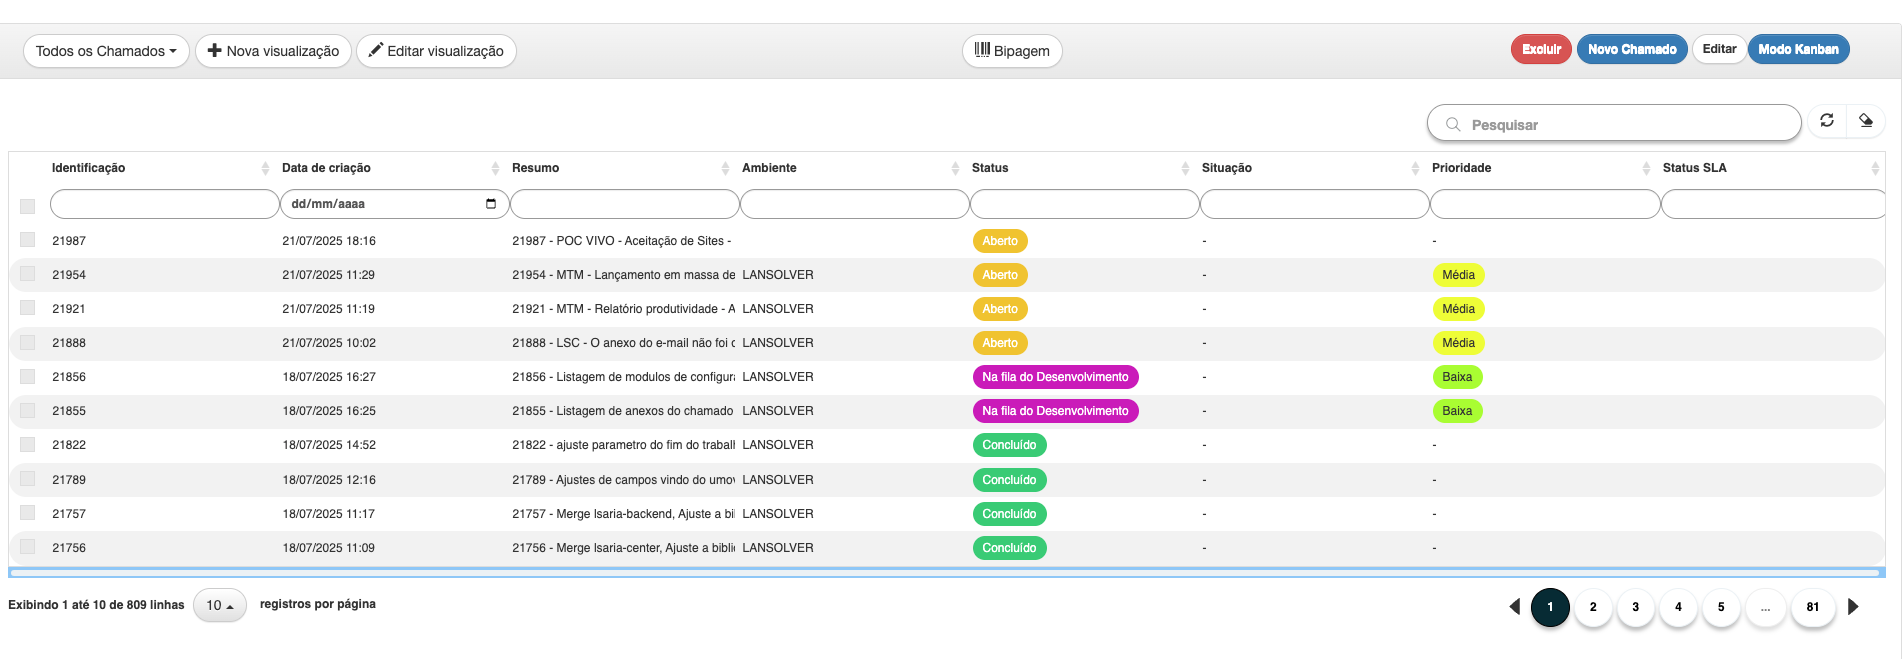 Todos os Chamados Nova visualização Editar visualização Bipagem Excluir Novo Chamado Editar Modo Kanban
Pesquisar
Identificação Data de criação Resumo Ambiente Status Situação Prioridade Status SLA
dd/mm/aaaa
21987 21/07/2025 18:16 21987 - POC VIVO - Aceitação de Sites - Aberto - -
21954 21/07/2025 11:29 21954 - MTM - Lançamento em massa de LANSOLVER Aberto - Média
21921 21/07/2025 11:19 21921 - MTM - Relatório produtividade - A LANSOLVER Aberto - Média
21888 21/07/2025 10:02 21888 - LSC - O anexo do e-mail não foi LANSOLVER Aberto - Média
21856 18/07/2025 16:27 21856 - Listagem de modulos de LANSOLVER Na fila do Desenvolvimento - Baixa
21855 18/07/2025 16:25 21855 - Listagem de anexos do chamado LANSOLVER Na fila do Desenvolvimento - Baixa
21822 18/07/2025 14:52 21822 - ajuste parametro do fim do LANSOLVER Concluído - -
21789 18/07/2025 12:16 21789 - Ajustes de campos vindo do LANSOLVER Concluído - -
21757 18/07/2025 11:17 21757 - Merge Isaria-backend, Ajuste a LANSOLVER Concluído - -
21756 18/07/2025 11:09 21756 - Merge Isaria-center, Ajuste a LANSOLVER Concluído - -
Exibindo 1 até 10 de 809 linhas 10 registros por página 1 2 3 4 5 ... 81